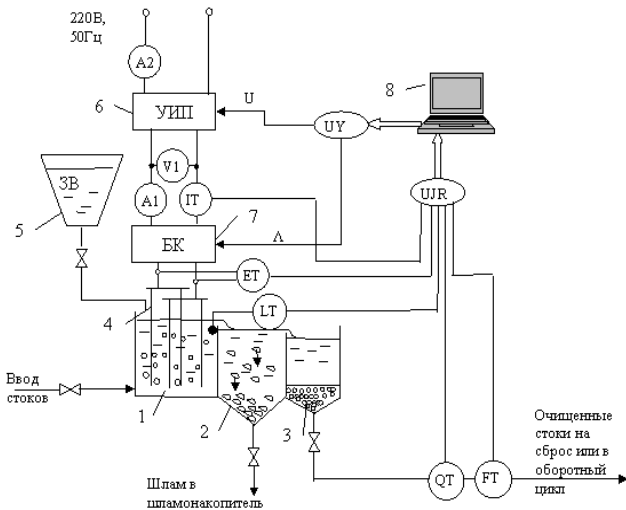 220В,
50Гц
A2
6
УИП
U
UY
8
V1
A1
IT
UJR
ЗВ
5
7
БК
Λ
ET
LT
4
Ввод
стоков
1
2
3
Шлам в
шламонакопитель
QT
FT
Очищенные
стоки на
сброс или в
оборотный
цикл